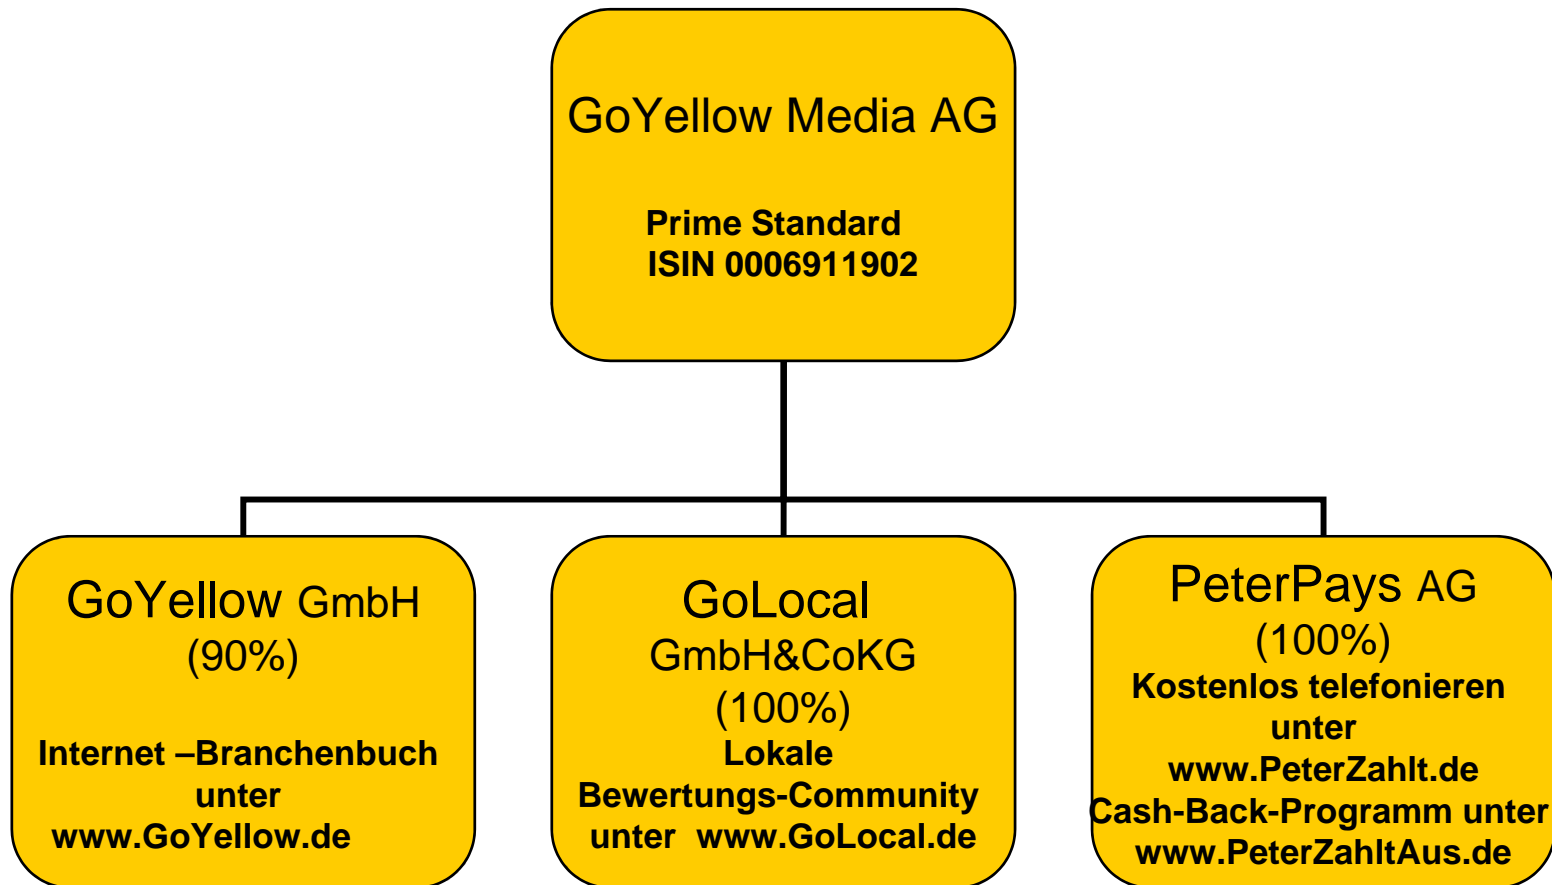 GoYellow Media AG
Prime Standard
ISIN 0006911902
GoYellow GmbH
(90%)
Internet –Branchenbuch
unter
www.GoYellow.de
GoLocal
GmbH&CoKG
(100%)
Lokale
Bewertungs-Community
unter www.GoLocal.de
PeterPays AG
(100%)
Kostenlos telefonieren
unter
www.PeterZahlt.de
Cash-Back-Programm unter
www.PeterZahltAus.de